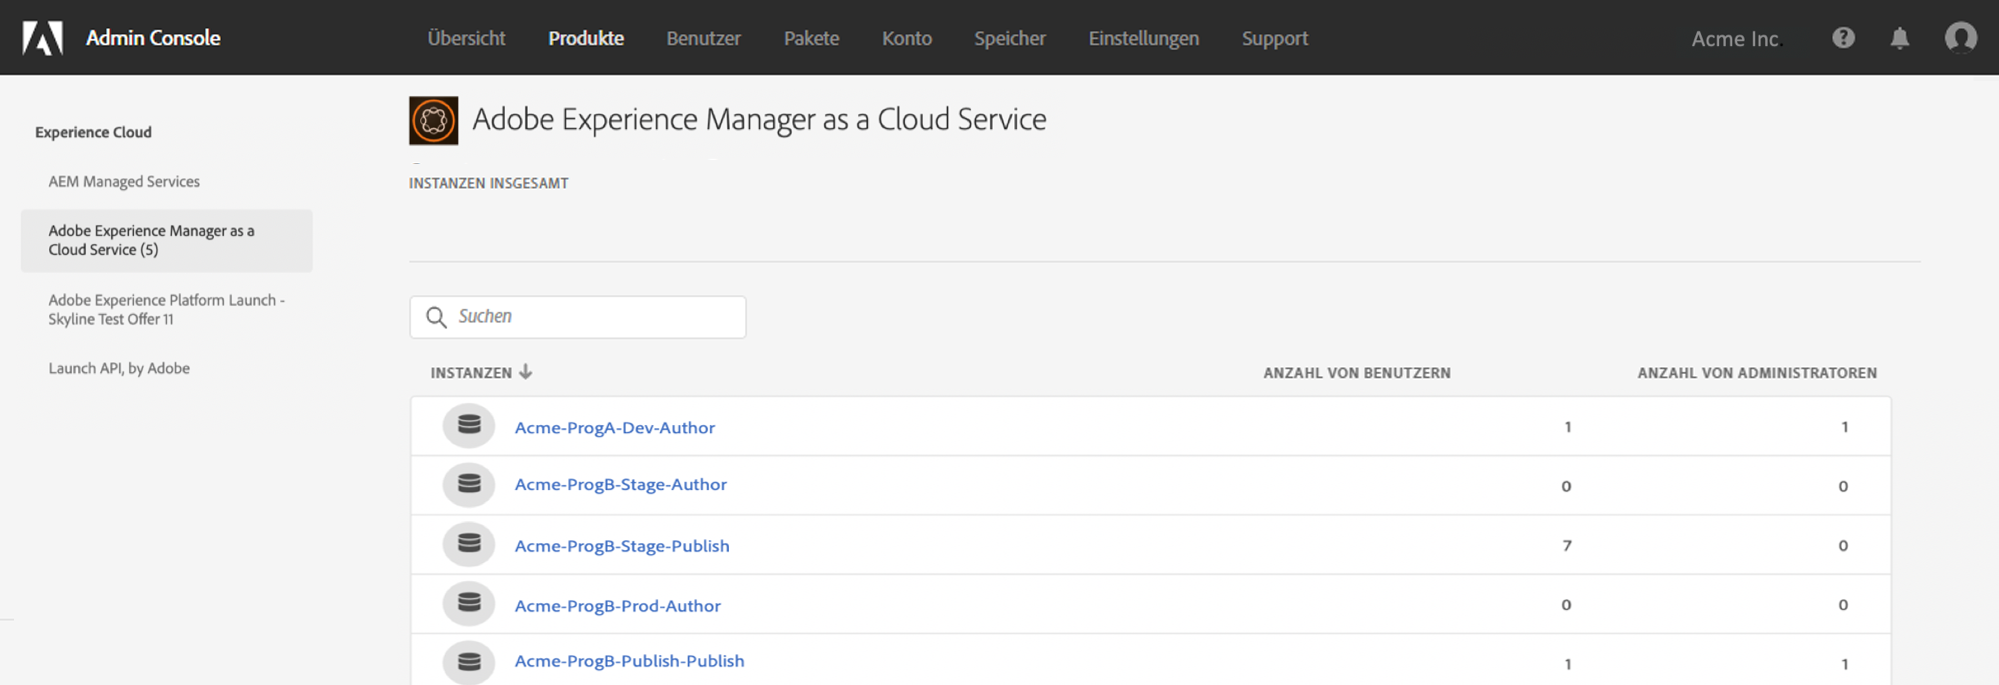 Admin Console
Übersicht Produkte Benutzer Pakete Konto Speicher Einstellungen Support
Acme Inc.
Experience Cloud
AEM Managed Services
Adobe Experience Manager as a
Cloud Service (5)
Adobe Experience Platform Launch -
Skyline Test Offer 11
Launch API, by Adobe
Adobe Experience Manager as a Cloud Service
INSTANZEN INSGESAMT
Suchen
INSTANZEN ANZAHL VON BENUTZERN ANZAHL VON ADMINISTRATOREN
Acme-ProgA-Dev-Author 1 1
Acme-ProgB-Stage-Author 0 0
Acme-ProgB-Stage-Publish 7 0
Acme-ProgB-Prod-Author 0 0
Acme-ProgB-Publish-Publish 1 1